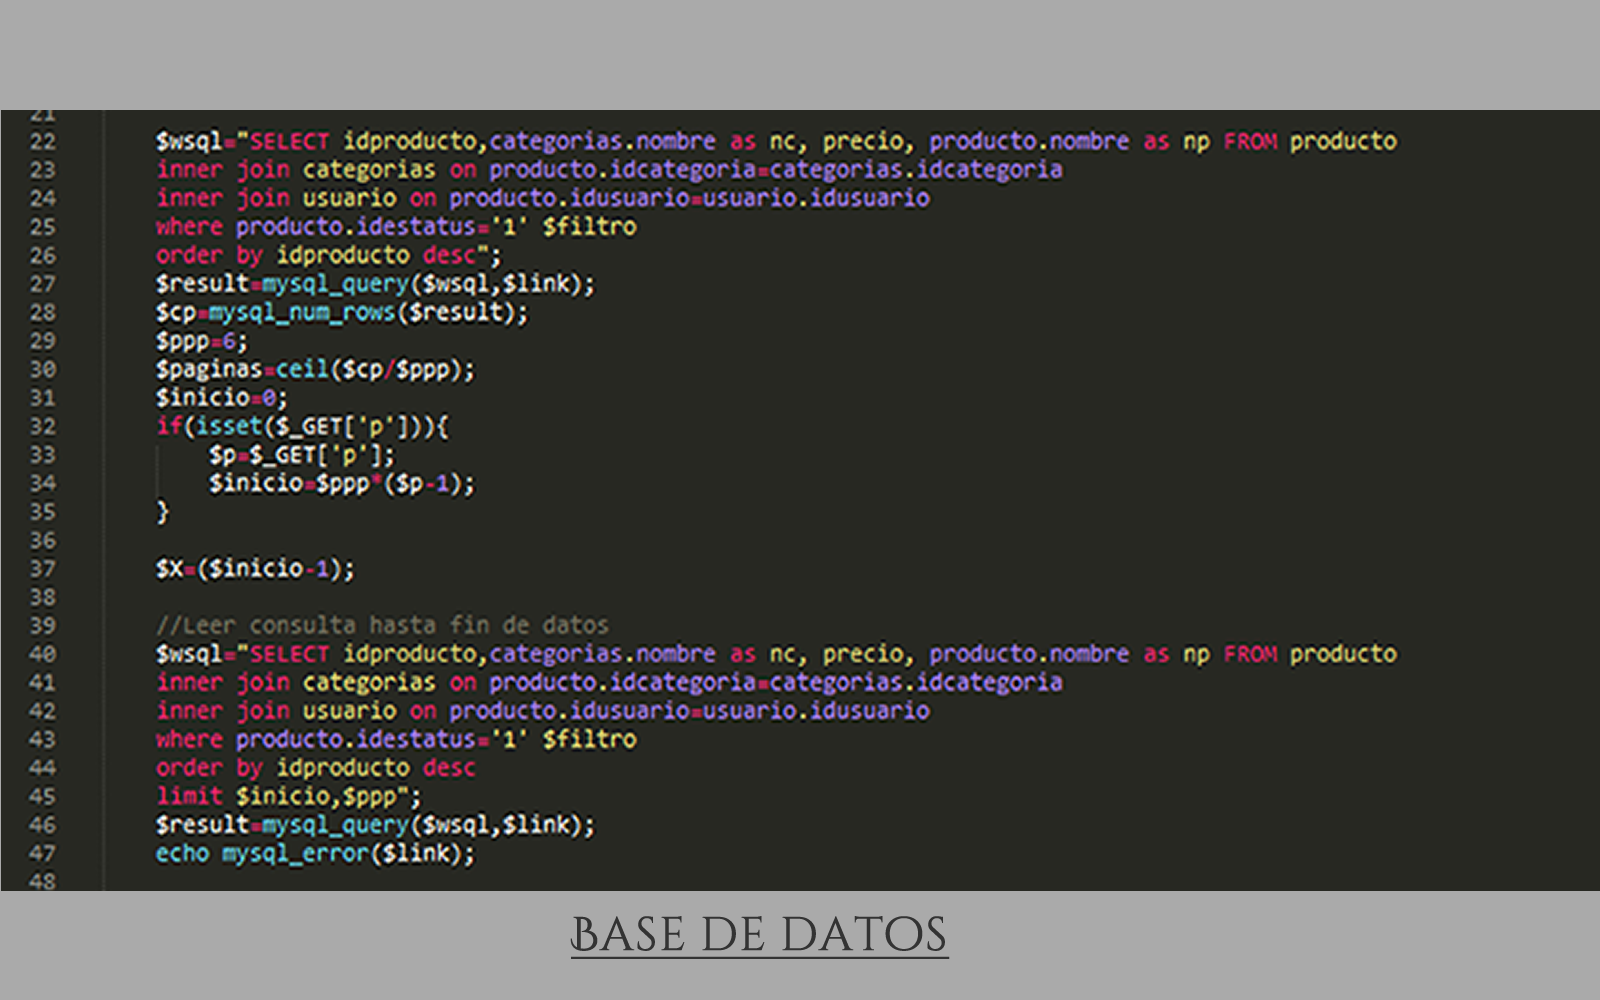 21
22 $wsql="SELECT idproducto,categorias.nombre as nc, precio, producto.nombre as np FROM producto
23 inner join categorias on producto.idcategoria=categorias.idcategoria
24 inner join usuario on producto.idusuario=usuario.idusuario
25 where producto.idestatus='1' $filtro
26 order by idproducto desc";
27 $result=mysql_query($wsql,$link);
28 $cp=mysql_num_rows($result);
29 $ppp=6;
30 $paginas=ceil($cp/$ppp);
31 $inicio=0;
32 if(isset($_GET['p'])){
33 $p=$_GET['p'];
34 $inicio=$ppp*($p-1);
35 }
36
37 $X=($inicio-1);
38
39 //Leer consulta hasta fin de datos
40 $wsql="SELECT idproducto,categorias.nombre as nc, precio, producto.nombre as np FROM producto
41 inner join categorias on producto.idcategoria=categorias.idcategoria
42 inner join usuario on producto.idusuario=usuario.idusuario
43 where producto.idestatus='1' $filtro
44 order by idproducto desc
45 limit $inicio,$ppp";
46 $result=mysql_query($wsql,$link);
47 echo mysql_error($link);
48
BASE DE DATOS